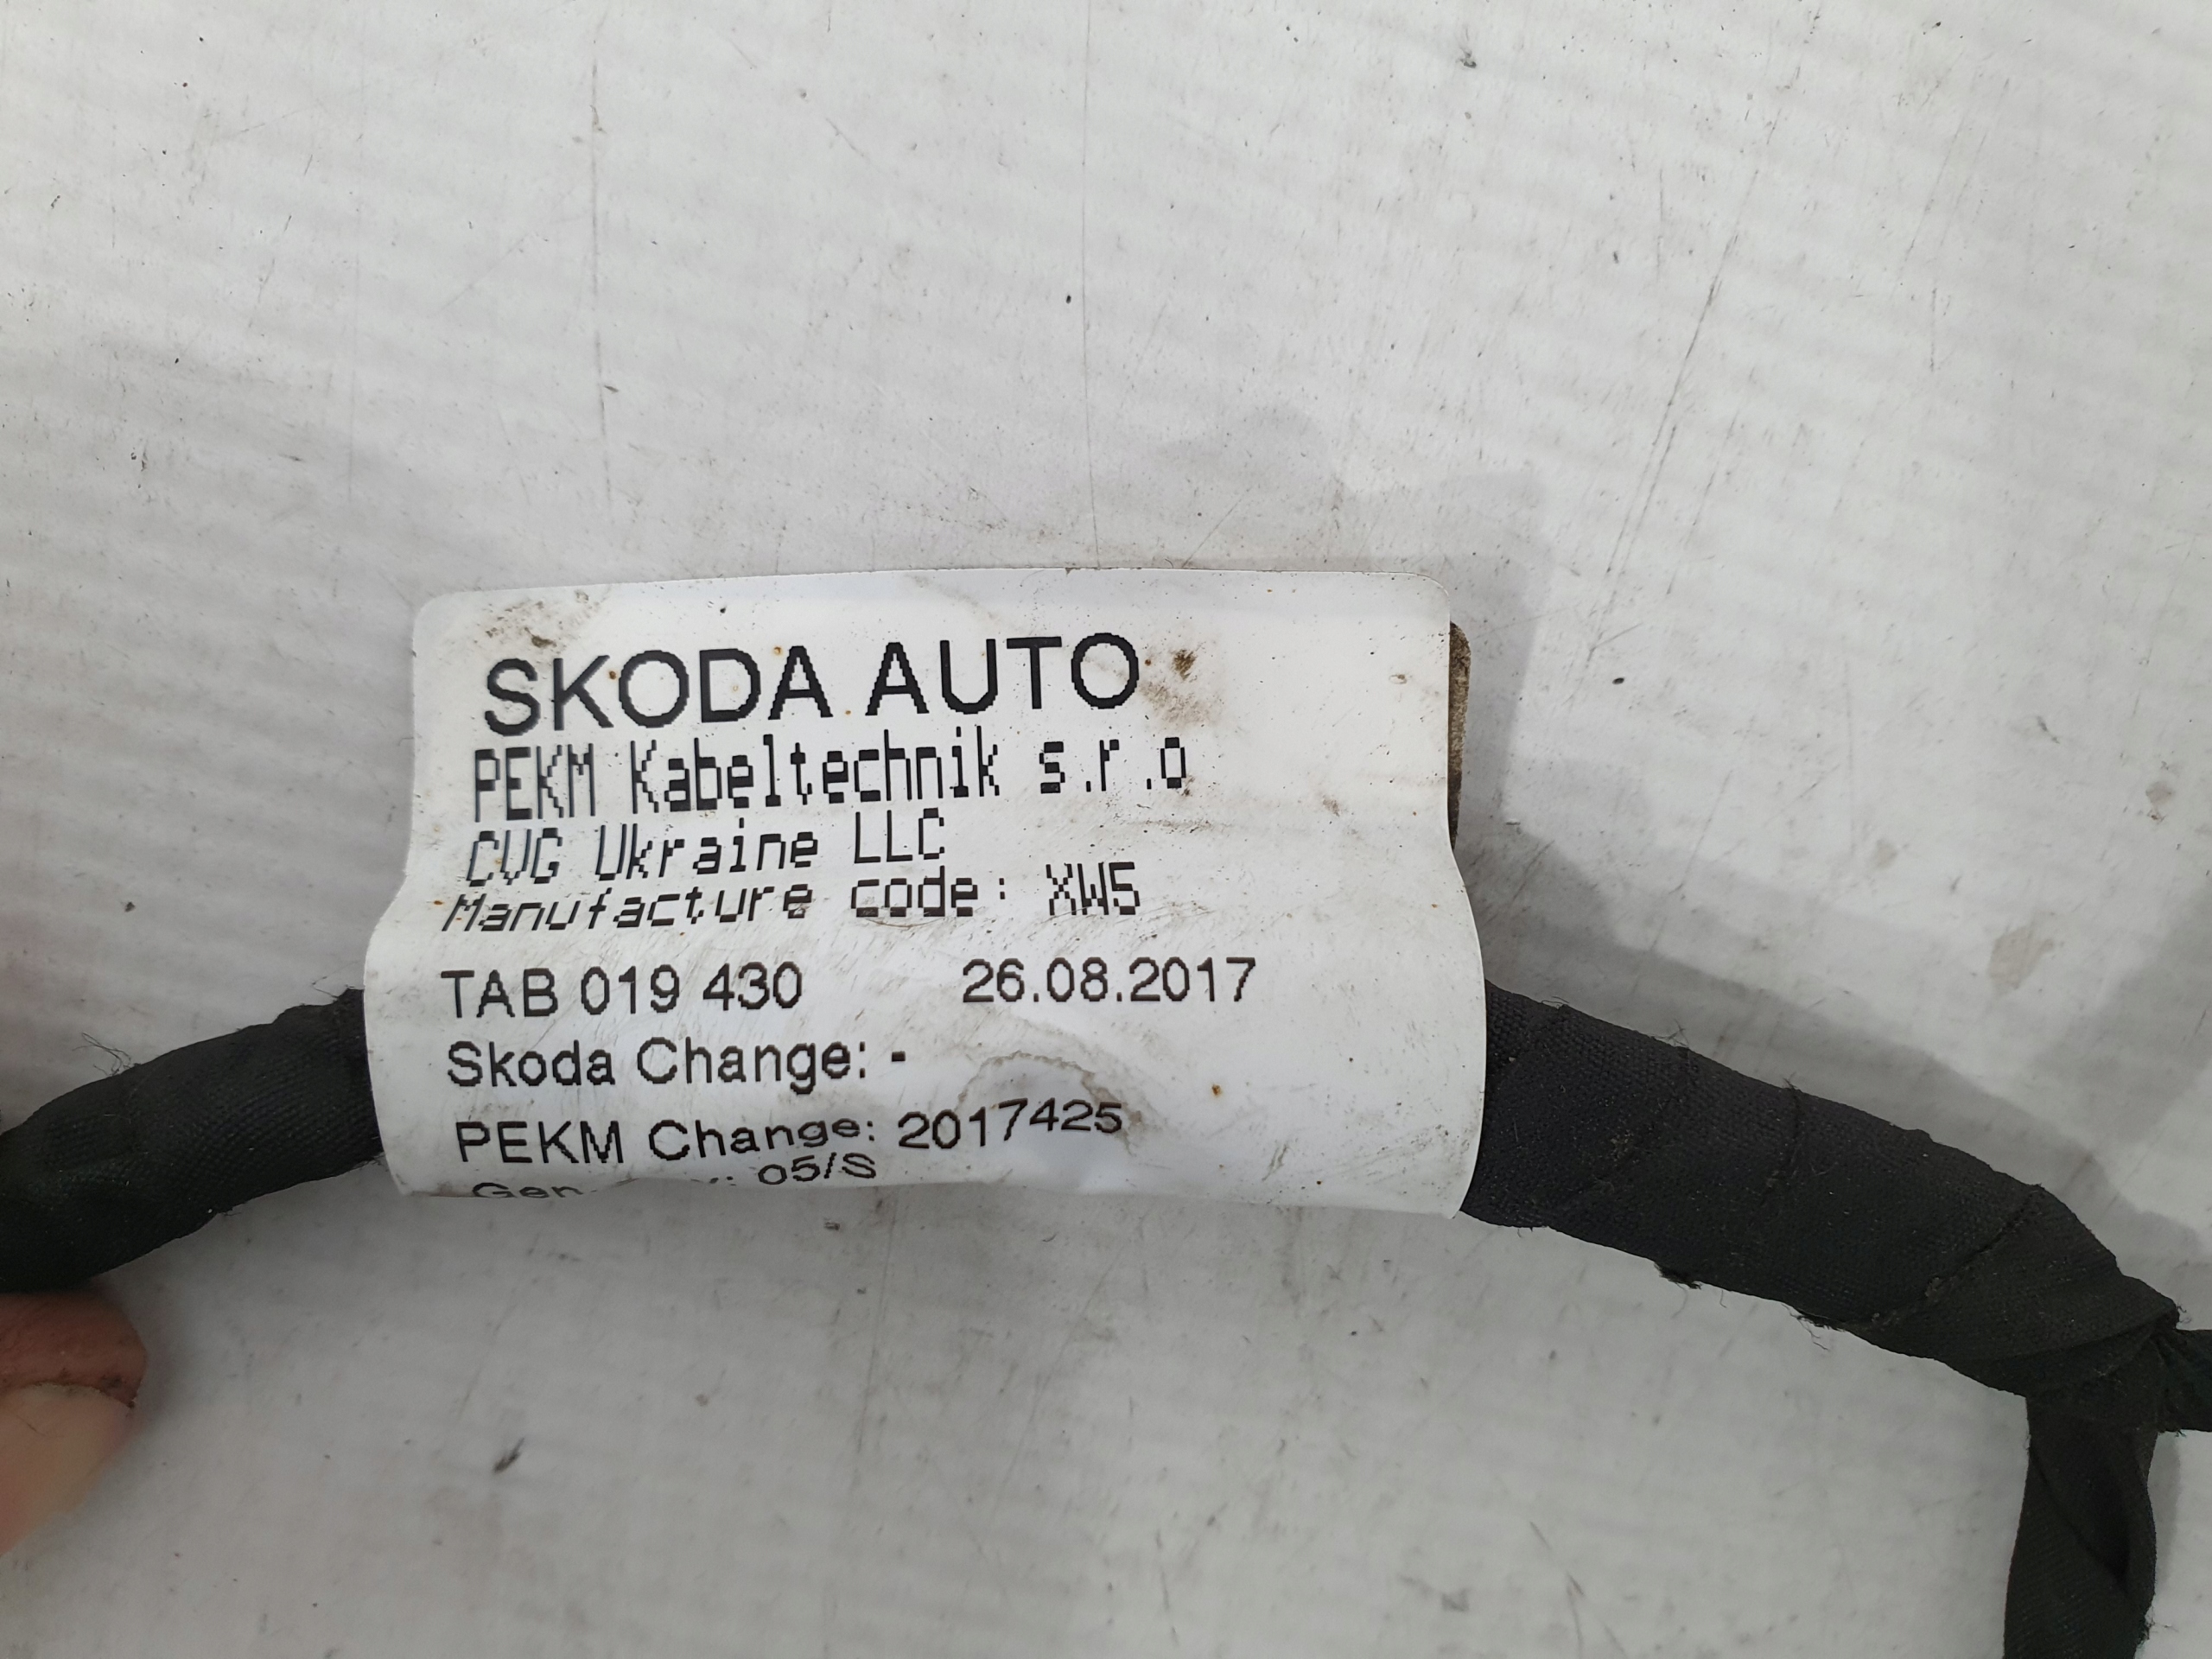 SKODA AUTO
PEKM Kabeltechnik s.r.o
CVG Ukraine LLC
Manufacture code: XW5
TAB 019 430 26.08.2017
Skoda Change: -
PEKM Change: 2017425
05/S